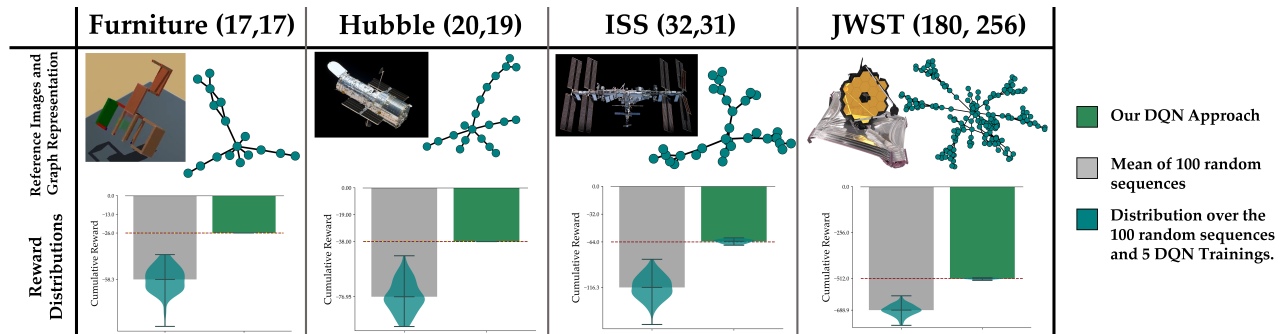 Furniture (17,17)
Hubble (20,19)
ISS (32,31)
JWST (180, 256)
Reference Images and
Graph Representation
Our DQN Approach
Mean of 100 random
sequences
Distribution over the
100 random sequences
and 5 DQN Trainings.
Reward
Distributions
Cumulative Reward
0.0
-13.0
-26.0
-58.3
Cumulative Reward
0.0
-19.00
-38.00
-76.95
Cumulative Reward
0.0
-32.0
-64.0
-116.3
Cumulative Reward
0.0
-256.0
-512.0
-688.9